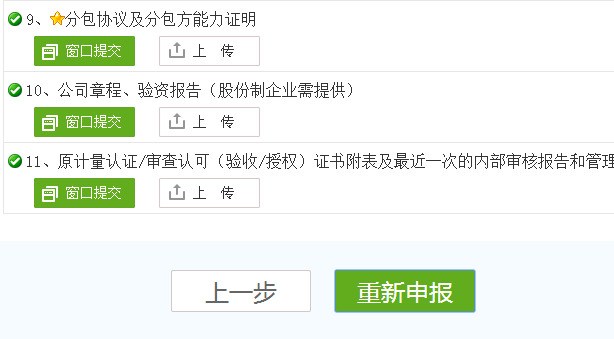 9、分包协议及分包方能力证明
窗口提交 上 传
10、公司章程、验资报告（股份制企业需提供）
窗口提交 上 传
11、原计量认证/审查认可（验收/授权）证书附表及最近一次的内部审核报告和管理
窗口提交 上 传
上一步 重新申报